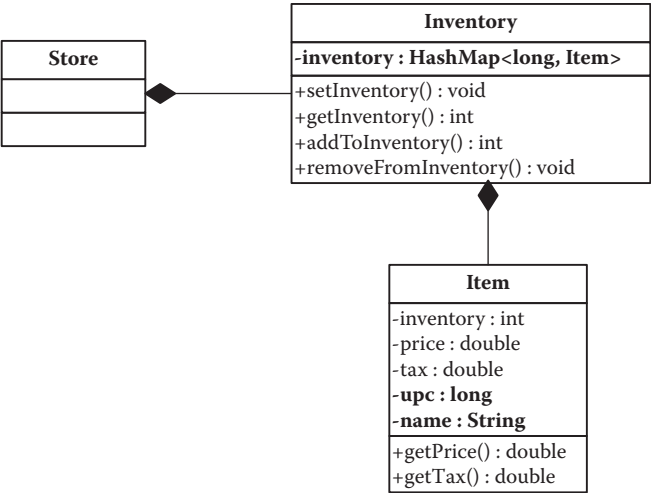 Store
Inventory
-inventory : HashMap<long, Item>
+setInventory() : void
+getInventory() : int
+addToInventory() : int
+removeFromInventory() : void
Item
-inventory : int
-price : double
-tax : double
-upc : long
-name : String
+getPrice() : double
+getTax() : double